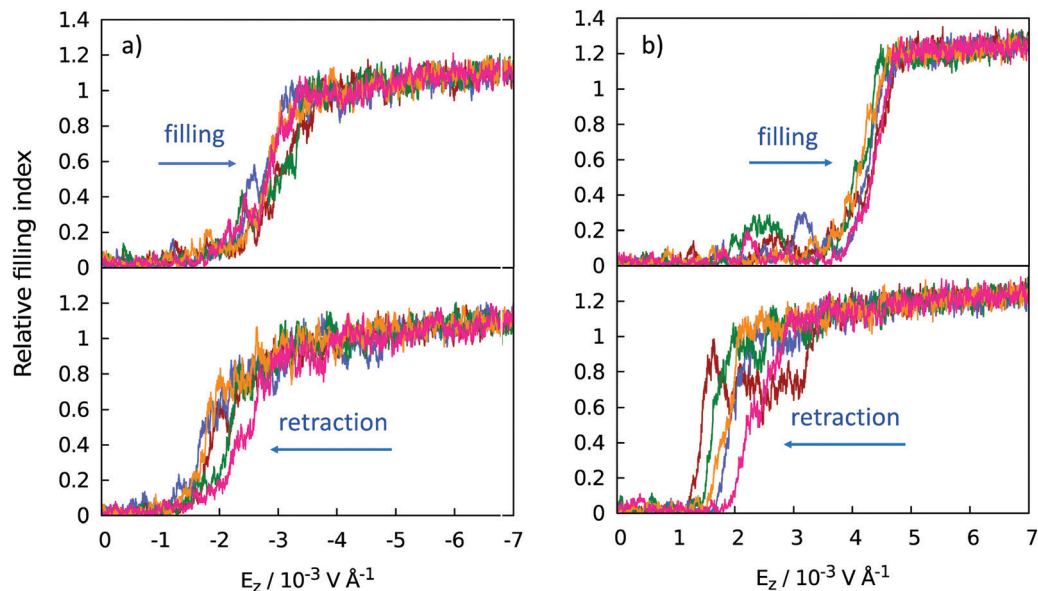 a)
b)
Relative filling index
1.4
1.2
1
0.8
0.6
0.4
0.2
0
filling
1.2
1
0.8
0.6
0.4
0.2
0
retraction
0 -1 -2 -3 -4 -5 -6 -7
E_z / 10⁻³ V Å⁻¹
1.4
1.2
1
0.8
0.6
0.4
0.2
0
filling
1.2
1
0.8
0.6
0.4
0.2
0
retraction
0 1 2 3 4 5 6 7
E_z / 10⁻³ V Å⁻¹